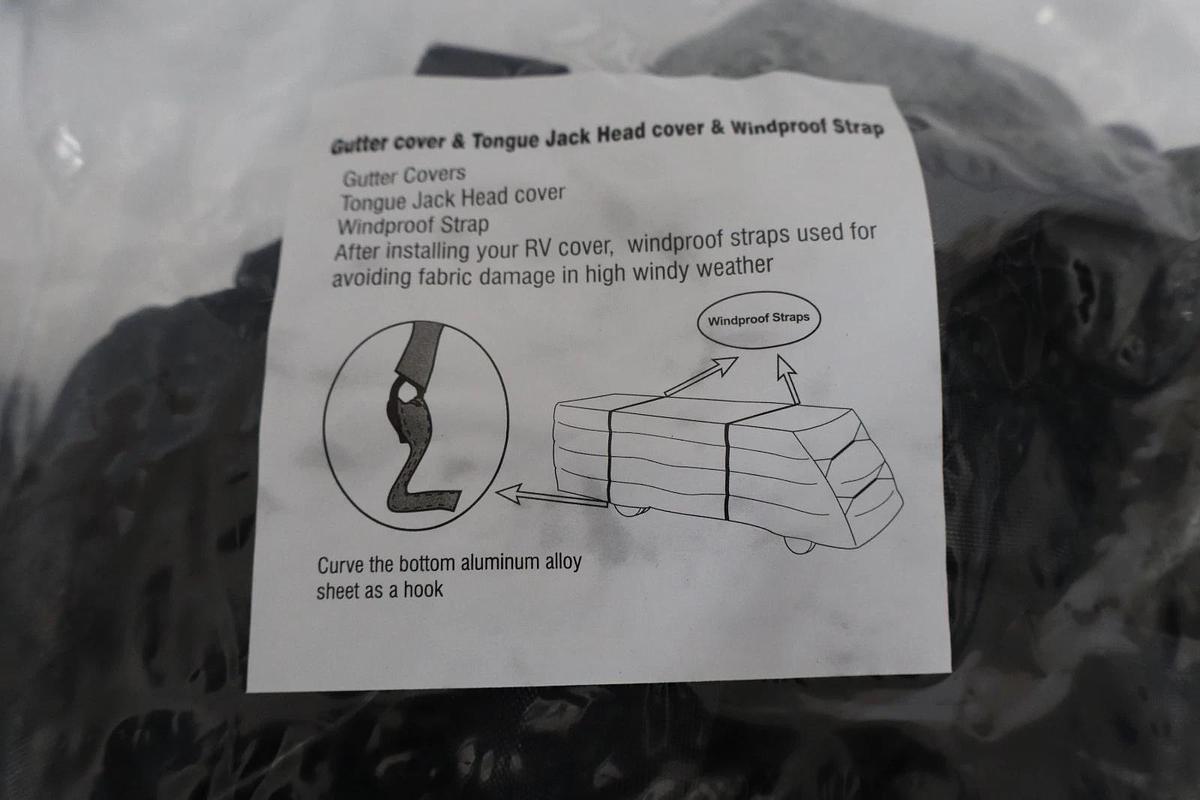 Gutter cover & Tongue Jack Head cover & Windproof Strap
Gutter Covers
Tongue Jack Head cover
Windproof Strap
After installing your RV cover, windproof straps used for
avoiding fabric damage in high windy weather
Windproof Straps
Curve the bottom aluminum alloy
sheet as a hook